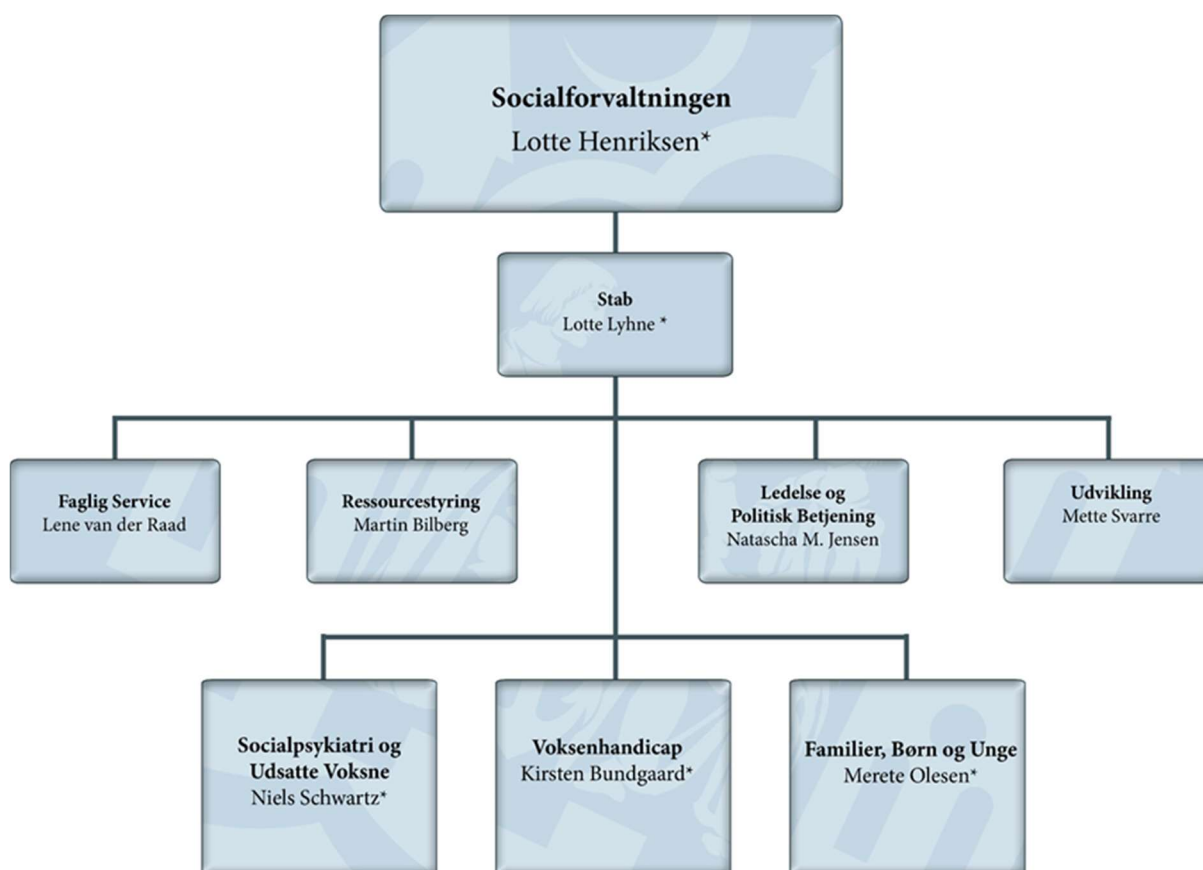 Socialforvaltningen
Lotte Henriksen*
Stab
Lotte Lyhne *
Faglig Service
Lene van der Raad
Ressourcestyring
Martin Bilberg
Ledelse og
Politisk Betjening
Natascha M. Jensen
Udvikling
Mette Svarre
Socialpsykiatri og
Udsatte Voksne
Niels Schwartz*
Voksenhandicap
Kirsten Bundgaard*
Familier, Børn og Unge
Merete Olesen*